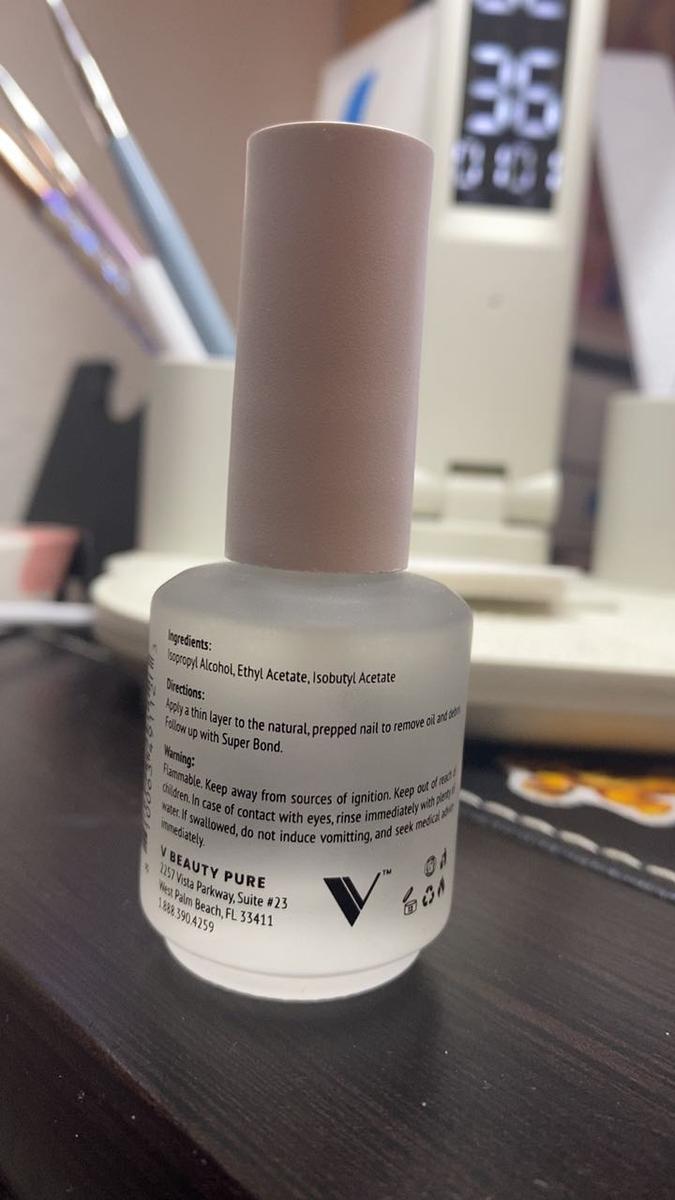 36
Ingredients:
Isopropyl Alcohol, Ethyl Acetate, Isobutyl Acetate
Directions:
Apply a thin layer to the natural, prepped nail to remove oil and debris.
Follow up with Super Bond.
Warning:
Flammable. Keep away from sources of ignition. Keep out of reach of
children. In case of contact with eyes, rinse immediately with plenty of
water. If swallowed, do not induce vomitting, and seek medical advice
immediately.
V BEAUTY PURE
2257 Vista Parkway, Suite #23
West Palm Beach, FL 33411
1.888.390.4259
V™